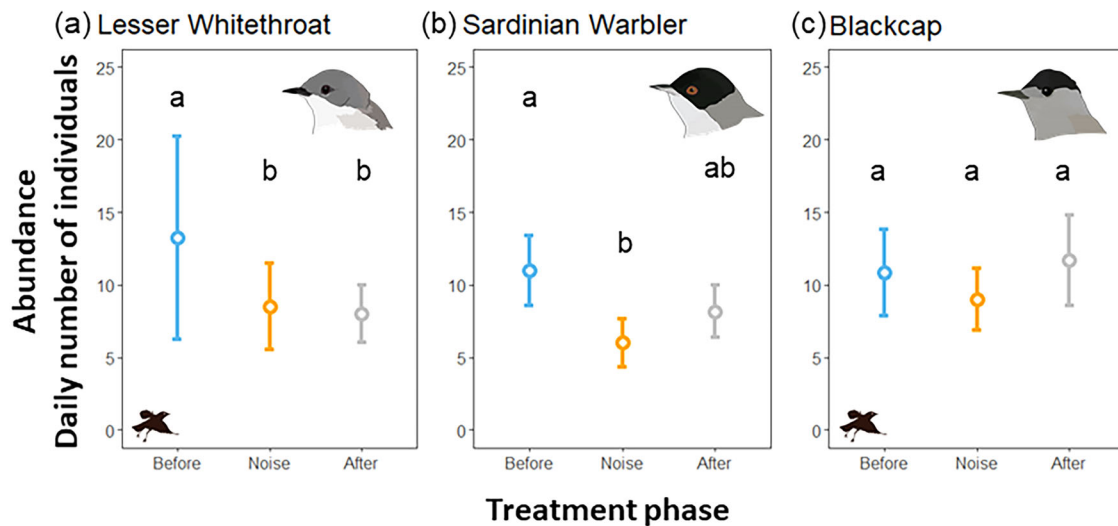 (a) Lesser Whitethroat
(b) Sardinian Warbler
(c) Blackcap
Abundance
Daily number of individuals
25
20
15
10
5
0
a
b
b
Before
Noise
After
25
20
15
10
5
0
a
b
ab
Before
Noise
After
25
20
15
10
5
0
a
a
a
Before
Noise
After
Treatment phase